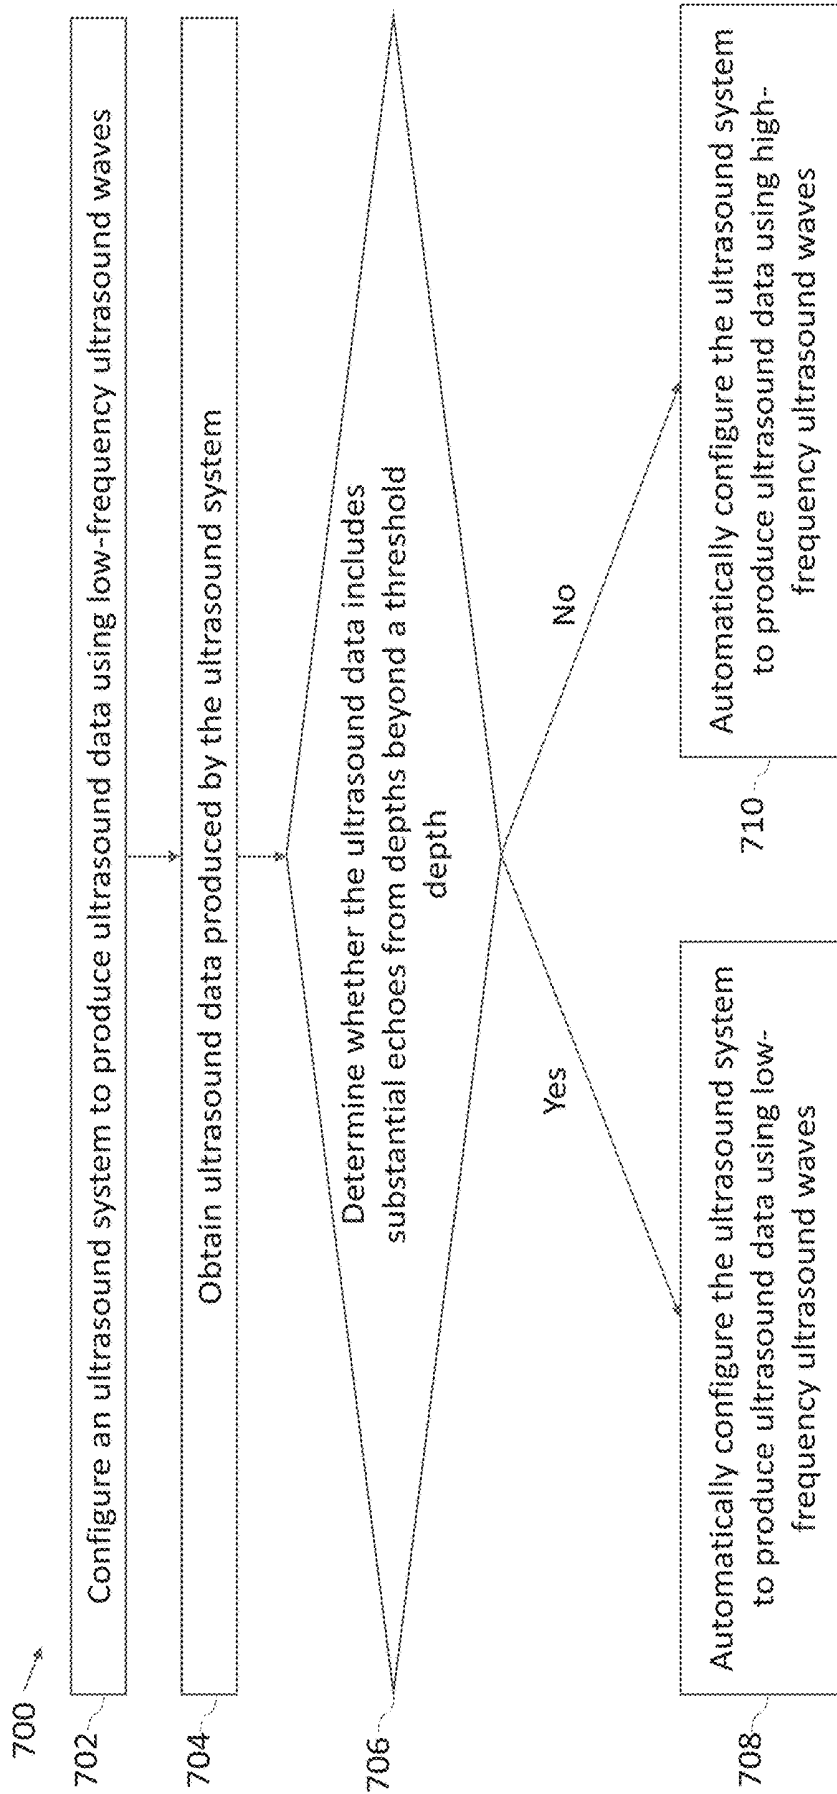 700
702
Configure an ultrasound system to produce ultrasound data using low-frequency ultrasound waves
704
Obtain ultrasound data produced by the ultrasound system
706
Determine whether the ultrasound data includes
substantial echoes from depths beyond a threshold
depth
Yes
No
708
Automatically configure the ultrasound system
to produce ultrasound data using low-
frequency ultrasound waves
710
Automatically configure the ultrasound system
to produce ultrasound data using high-
frequency ultrasound waves